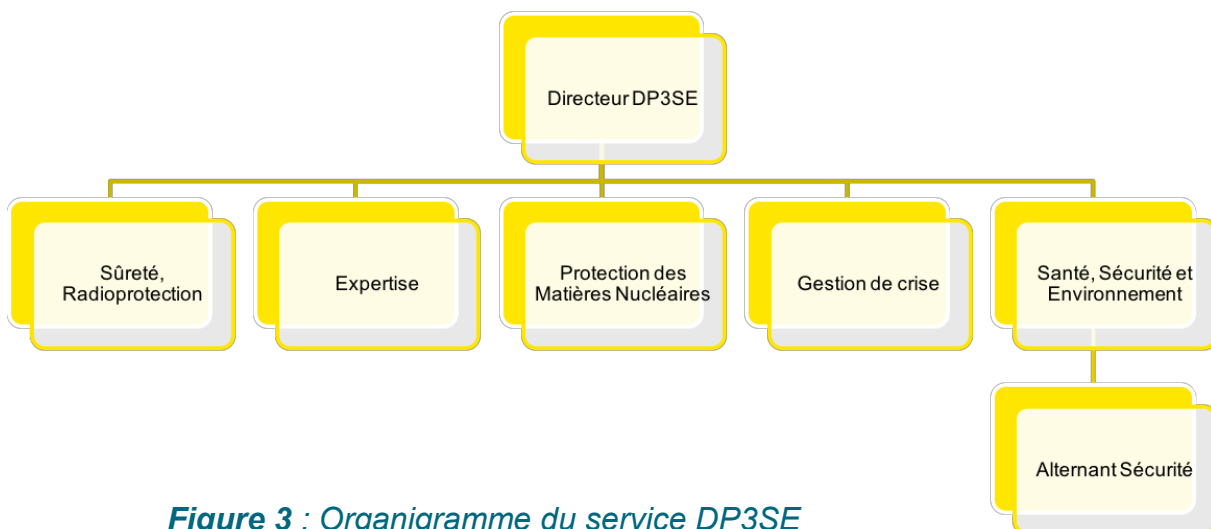 Directeur DP3SE
Sûreté,
Radioprotection
Expertise
Protection des
Matières Nucléaires
Gestion de crise
Santé, Sécurité et
Environnement
Alternant Sécurité
Figure 3 : Organigramme du service DP3SE